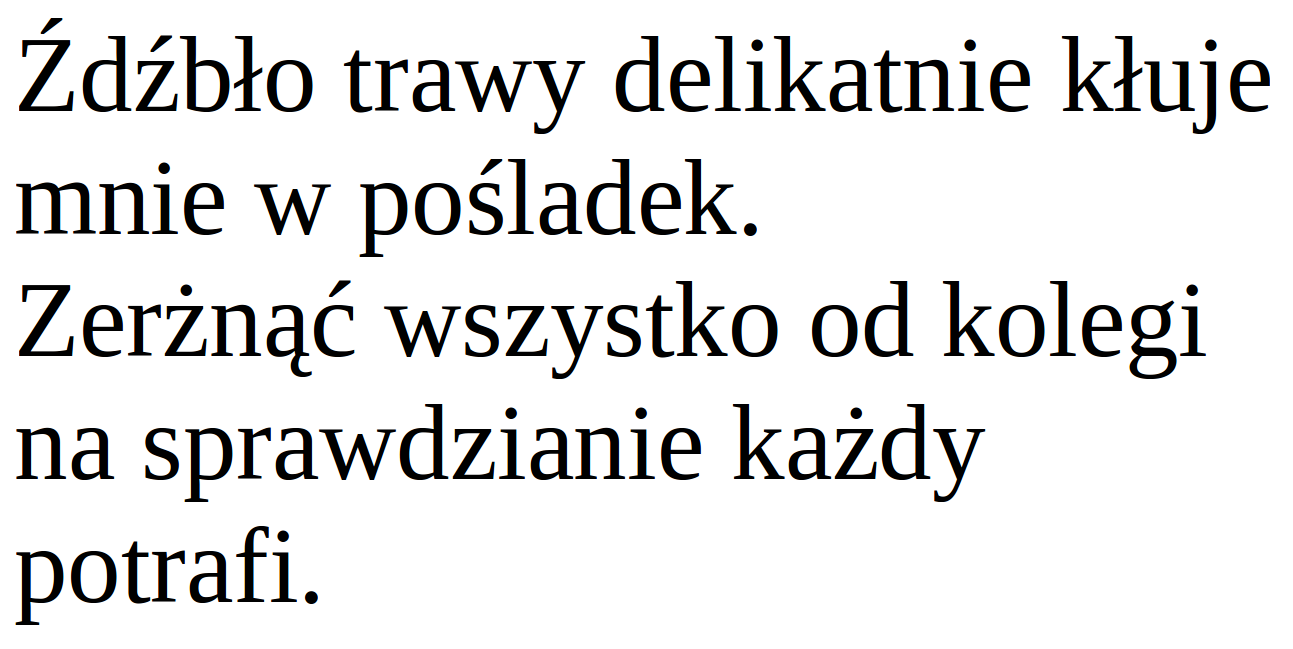 Źdźbło trawy delikatnie kłuje
mnie w pośladek.
Zerżnąć wszystko od kolegi
na sprawdzianie każdy
potrafi.